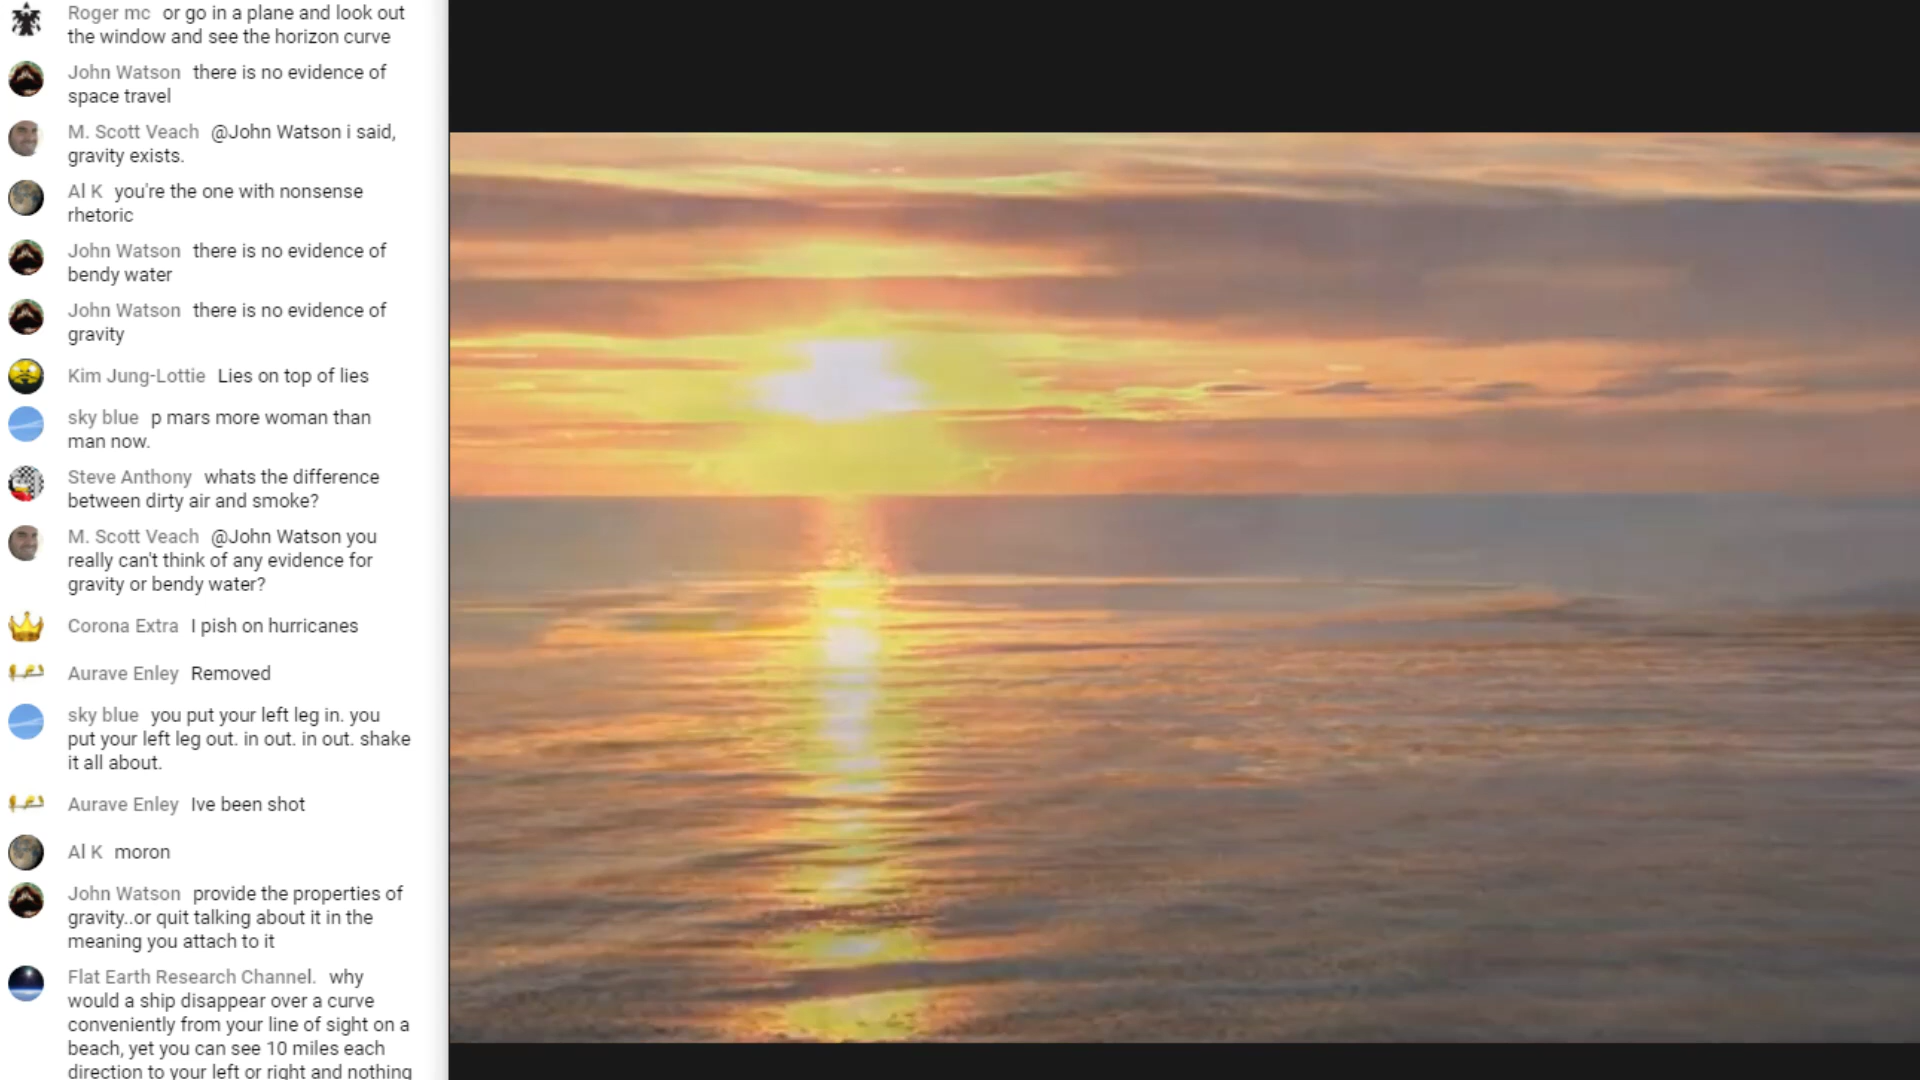 Roger mc or go in a plane and look out
the window and see the horizon curve
John Watson there is no evidence of
space travel
M. Scott Veach @John Watson i said,
gravity exists.
Al K you're the one with nonsense
rhetoric
John Watson there is no evidence of
bendy water
John Watson there is no evidence of
gravity
Kim Jung-Lottie Lies on top of lies
sky blue p mars more woman than
man now.
Steve Anthony whats the difference
between dirty air and smoke?
M. Scott Veach @John Watson you
really can't think of any evidence for
gravity or bendy water?
Corona Extra I pish on hurricanes
Aurave Enley Removed
sky blue you put your left leg in. you
put your left leg out. in out. in out. shake
it all about.
Aurave Enley Ive been shot
Al K moron
John Watson provide the properties of
gravity..or quit talking about it in the
meaning you attach to it
Flat Earth Research Channel. why
would a ship disappear over a curve
conveniently from your line of sight on a
beach, yet you can see 10 miles each
direction to your left or right and nothing